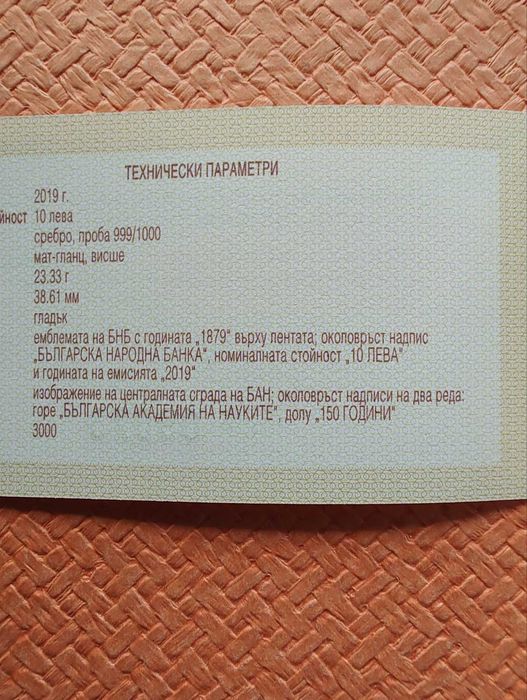 ТЕХНИЧЕСКИ ПАРАМЕТРИ
2019 г.
йност 10 лева
сребро, проба 999/1000
мат-гланц, висше
23.33 г
38.61 мм
гладък
емблемата на БНБ с годината „1879“ върху лентата; околовръст надпис
„БЪЛГАРСКА НАРОДНА БАНКА“, номиналната стойност „10 ЛЕВА“
и годината на емисията „2019“
изображение на централната сграда на БАН; околовръст надписи на два реда:
горе „БЪЛГАРСКА АКАДЕМИЯ НА НАУКИТЕ“, долу „150 ГОДИНИ“
3000